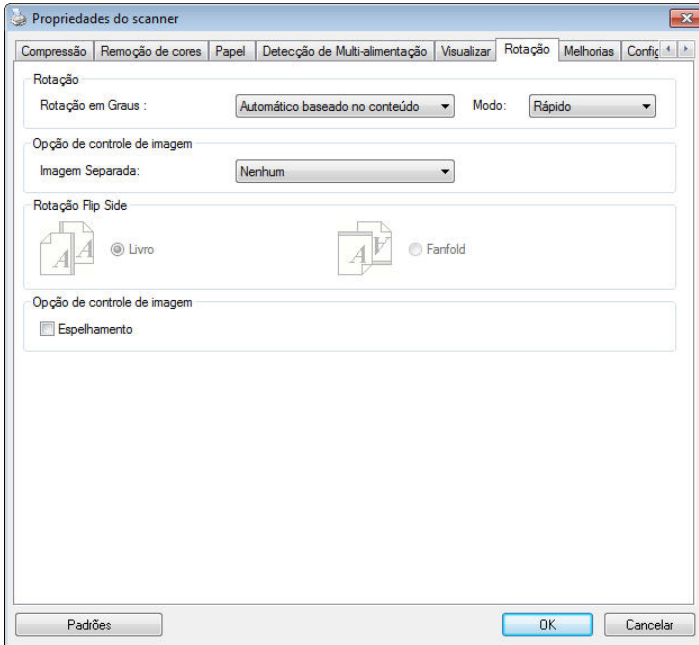 Propriedades do scanner
Compressão Remoção de cores Papel Detecção de Multi-alimentação Visualizar Rotação Melhorias Config
Rotação
Rotação em Graus : Automático baseado no conteúdo Modo: Rápido
Opção de controle de imagem
Imagem Separada: Nenhum
Rotação Flip Side
A A Livro A A Fanfold
Opção de controle de imagem
Espelhamento
Padrões OK Cancelar